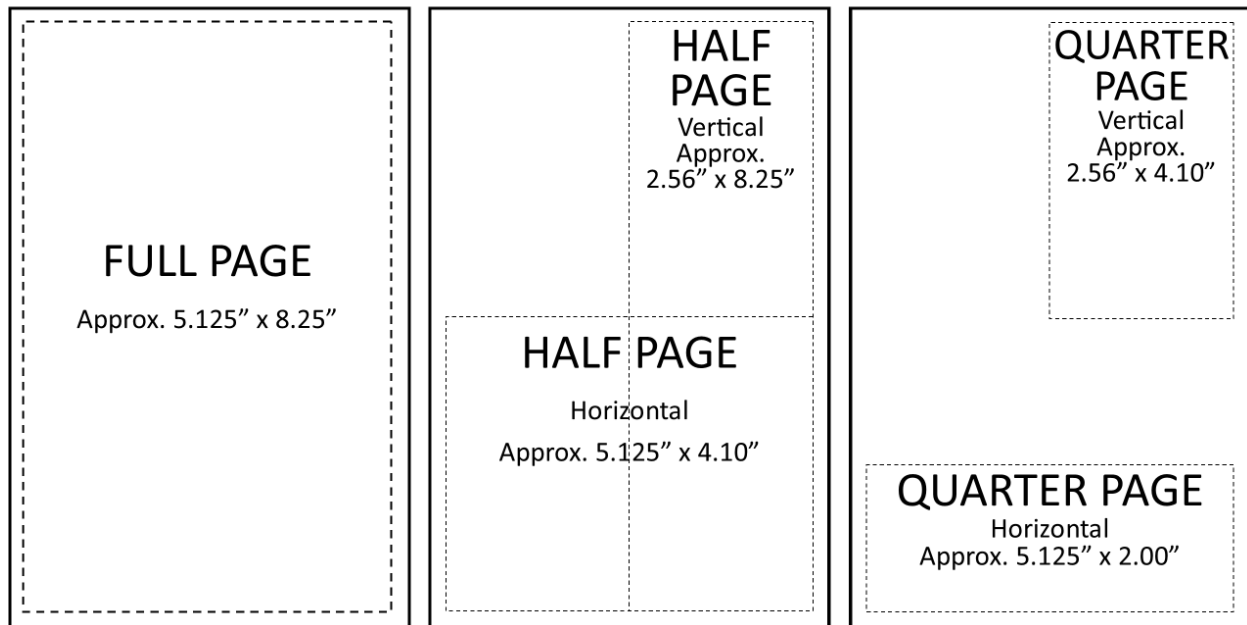 FULL PAGE
Approx. 5.125” x 8.25”
HALF
PAGE
Vertical
Approx.
2.56” x 8.25”
HALF PAGE
Horizontal
Approx. 5.125” x 4.10”
QUARTER
PAGE
Vertical
Approx.
2.56” x 4.10”
QUARTER PAGE
Horizontal
Approx. 5.125” x 2.00”